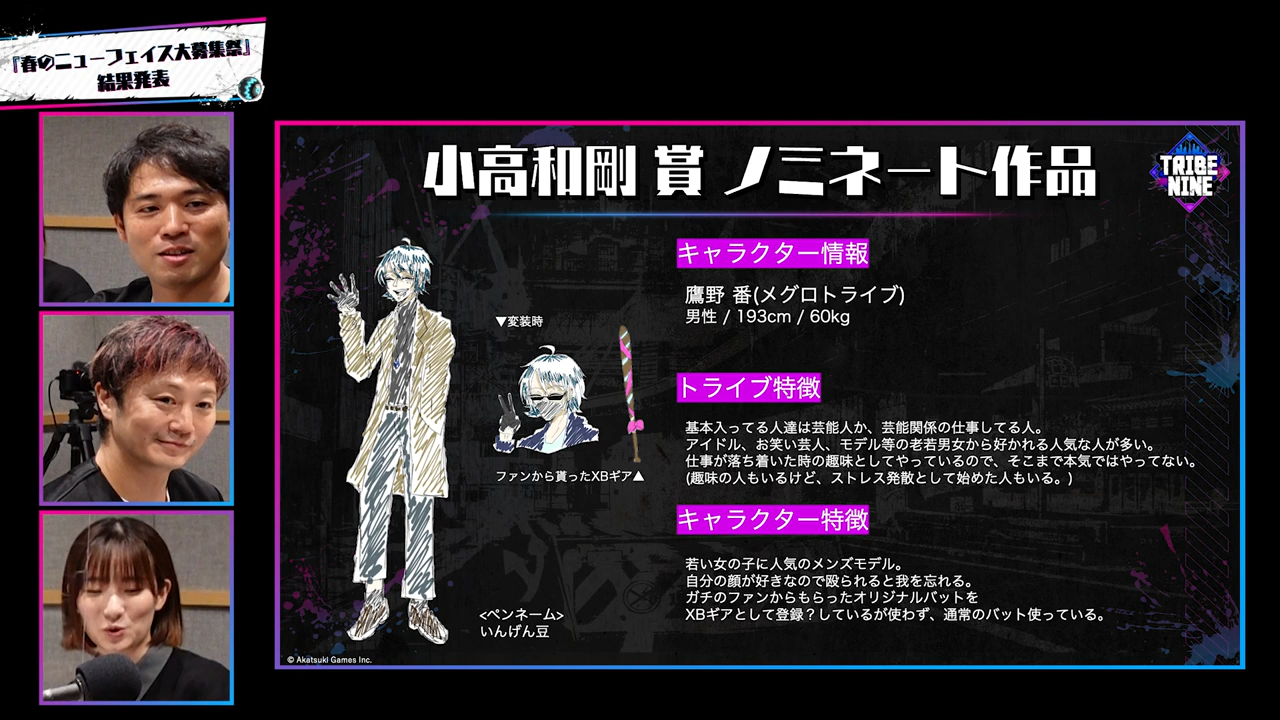 『春のニューフェイス大募集祭』
結果発表
小高和剛 賞 ノミネート作品
TRIBE
NINE
キャラクター情報
鷹野 番(メグロトライブ)
男性 / 193cm / 60kg
▼変装時
ファンから貰ったXBギア▲
トライブ特徴
基本入ってる人達は芸能人か、芸能関係の仕事してる人。
アイドル、お笑い芸人、モデル等の老若男女から好かれる人気な人が多い。
仕事が落ち着いた時の趣味としてやっているので、そこまで本気ではやってない。
(趣味の人もいるけど、ストレス発散として始めた人もいる。)
キャラクター特徴
若い女の子に人気のメンズモデル。
自分の顔が好きなので殴られると我を忘れる。
ガチのファンからもらったオリジナルバットを
XBギアとして登録？しているが使わず、通常のバット使っている。
<ペンネーム>
いんげん豆
© Akatsuki Games Inc.